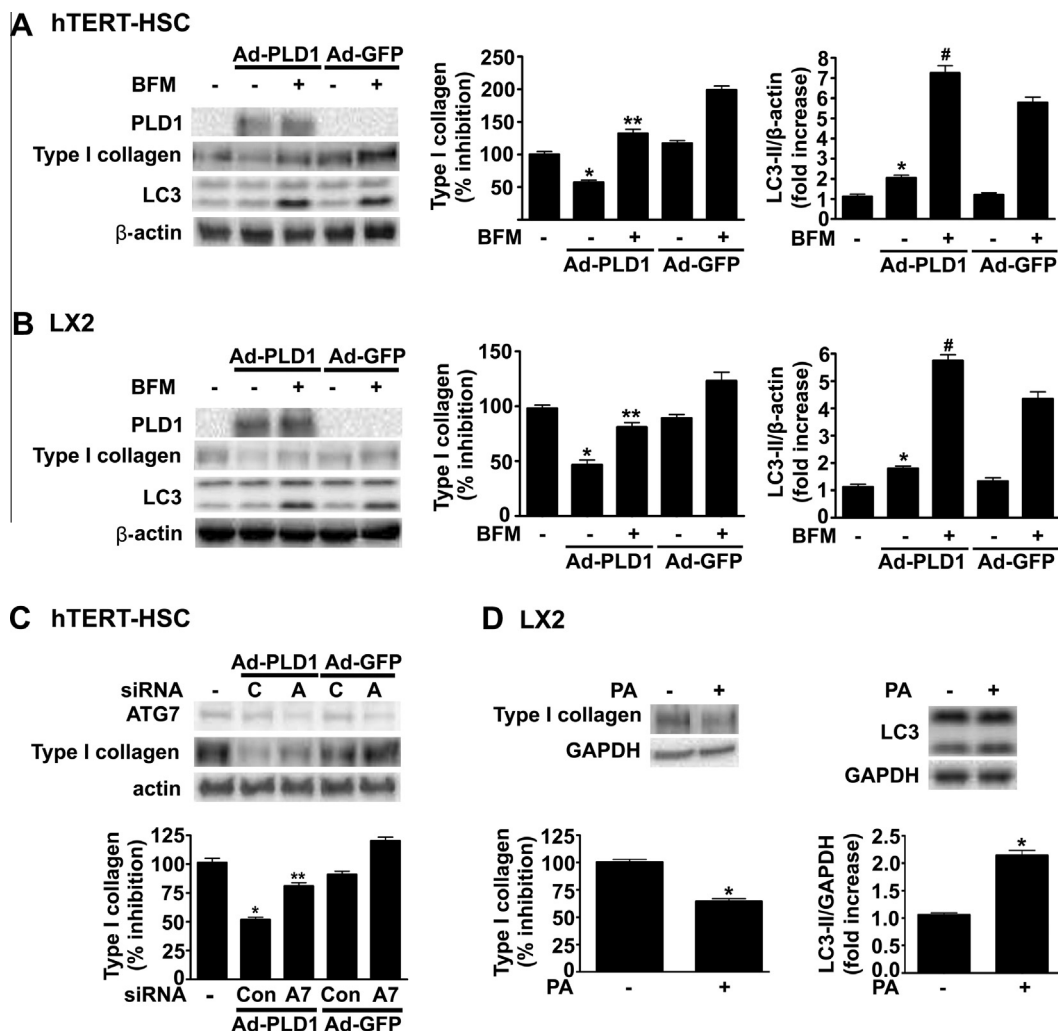 A hTERT-HSC
Ad-PLD1 Ad-GFP
BFM - - + - +
PLD1
Type I collagen
LC3
β-actin
Type I collagen
(% inhibition)
250
200
150
100
50
* **
BFM - - + - +
Ad-PLD1 Ad-GFP
LC3-II/β-actin
(fold increase)
8
7
6
5
4
3
2
1
0
* #
BFM - - + - +
Ad-PLD1 Ad-GFP
B LX2
Ad-PLD1 Ad-GFP
BFM - - + - +
PLD1
Type I collagen
LC3
β-actin
Type I collagen
(% inhibition)
150
100
50
0
* **
BFM - - + - +
Ad-PLD1 Ad-GFP
LC3-II/β-actin
(fold increase)
6
4
2
1
0
* #
BFM - - + - +
Ad-PLD1 Ad-GFP
C hTERT-HSC
Ad-PLD1 Ad-GFP
siRNA - C A C A
ATG7
Type I collagen
actin
Type I collagen
(% inhibition)
125
100
75
50
25
0
* **
siRNA - Con A7 Con A7
Ad-PLD1 Ad-GFP
D LX2
PA - +
Type I collagen
GAPDH
PA - +
LC3
GAPDH
Type I collagen
(% inhibition)
125
100
75
50
25
0
*
PA - +
LC3-II/GAPDH
(fold increase)
2.5
2.0
1.5
1.0
0.5
0.0
*
PA - +